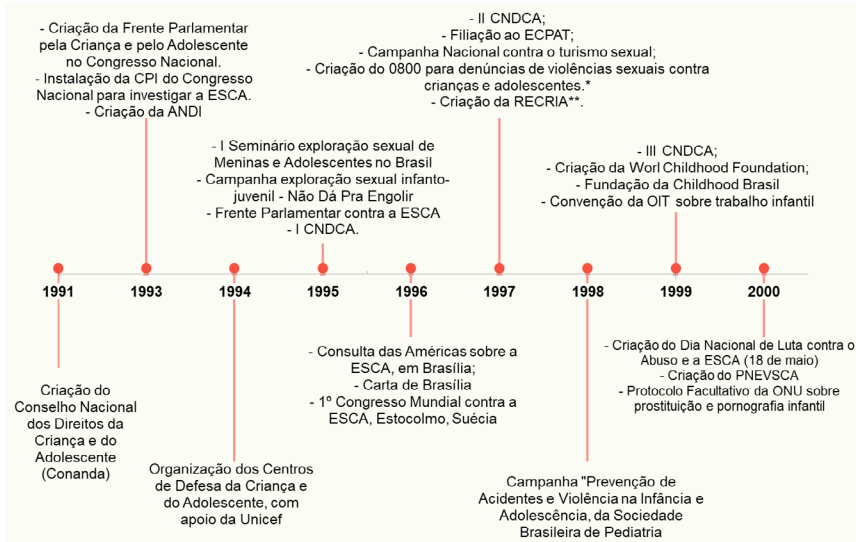 - Criação da Frente Parlamentar
pela Criança e pelo Adolescente
no Congresso Nacional.
- Instalação da CPI do Congresso
Nacional para investigar a ESCA.
- Criação da ANDI
- I Seminário exploração sexual de
Meninas e Adolescentes no Brasil
- Campanha exploração sexual infanto-
juvenil - Não Dá Pra Engolir
- Frente Parlamentar contra a ESCA
- I CNDCA.
- II CNDCA;
- Filiação ao ECPAT;
- Campanha Nacional contra o turismo sexual;
- Criação do 0800 para denúncias de violências sexuais contra
crianças e adolescentes.*
- Criação da RECRIA**.
- III CNDCA;
- Criação da Worl Childhood Foundation;
- Fundação da Childhood Brasil
- Convenção da OIT sobre trabalho infantil
1991
1993
1994
1995
1996
1997
1998
1999
2000
Criação do
Conselho Nacional
dos Direitos da
Criança e do
Adolescente
(Conanda)
Organização dos Centros
de Defesa da Criança e
do Adolescente, com
apoio da Unicef
- Consulta das Américas sobre a
ESCA, em Brasília;
- Carta de Brasília
- 1º Congresso Mundial contra a
ESCA, Estocolmo, Suécia
Campanha "Prevenção de
Acidentes e Violência na Infância e
Adolescência, da Sociedade
Brasileira de Pediatria
- Criação do Dia Nacional de Luta contra o
Abuso e a ESCA (18 de maio)
- Criação do PNEVSCA
- Protocolo Facultativo da ONU sobre
prostituição e pornografia infantil